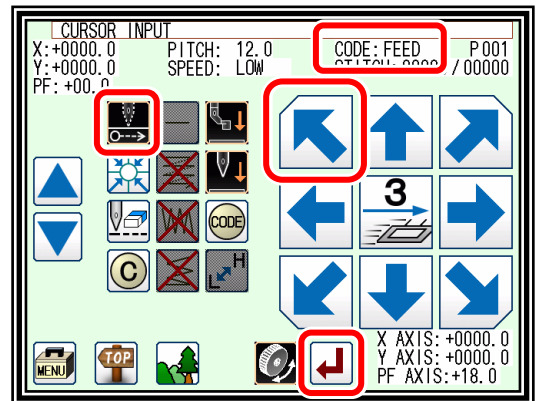 CURSOR INPUT
X:+0000.0 PITCH: 12.0 CODE:FEED P001
Y:+0000.0 SPEED: LOW /00000
PF:+00.0
3
CODE
C
H
L
MENU
TOP
X AXIS:+0000.0
Y AXIS:+0000.0
PF AXIS:+18.0